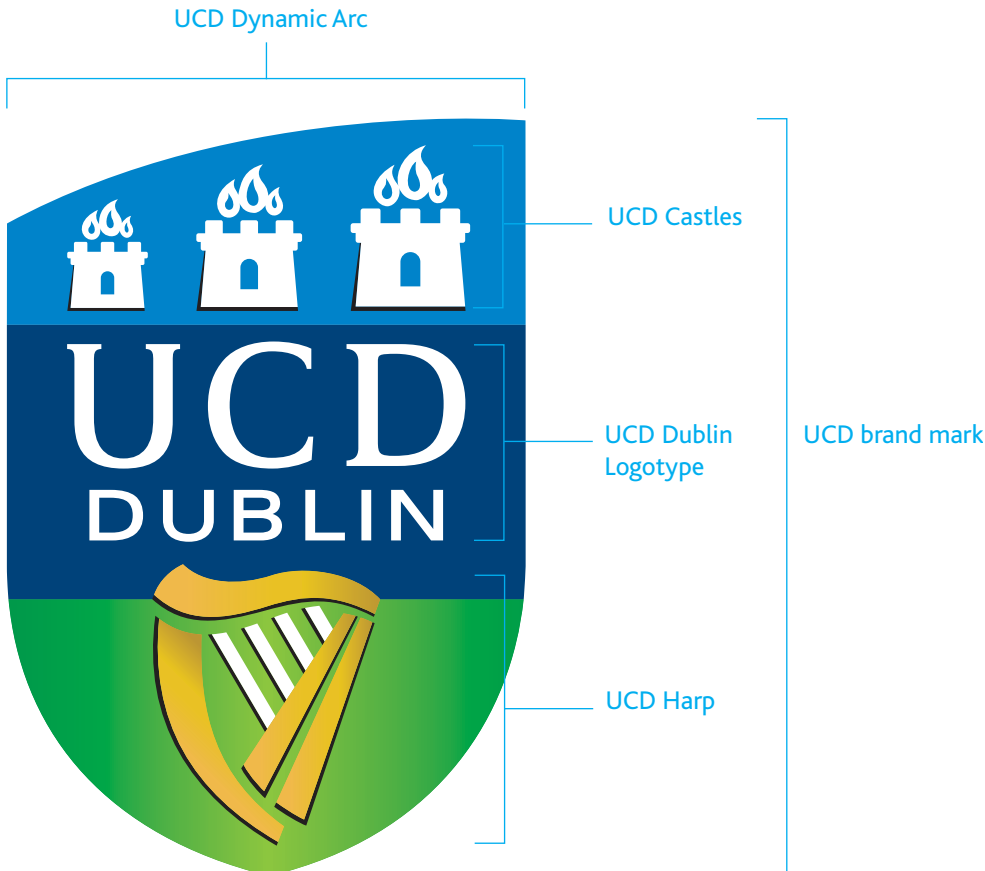 UCD Dynamic Arc
UCD Castles
UCD
DUBLIN
UCD Dublin
Logotype
UCD brand mark
UCD Harp